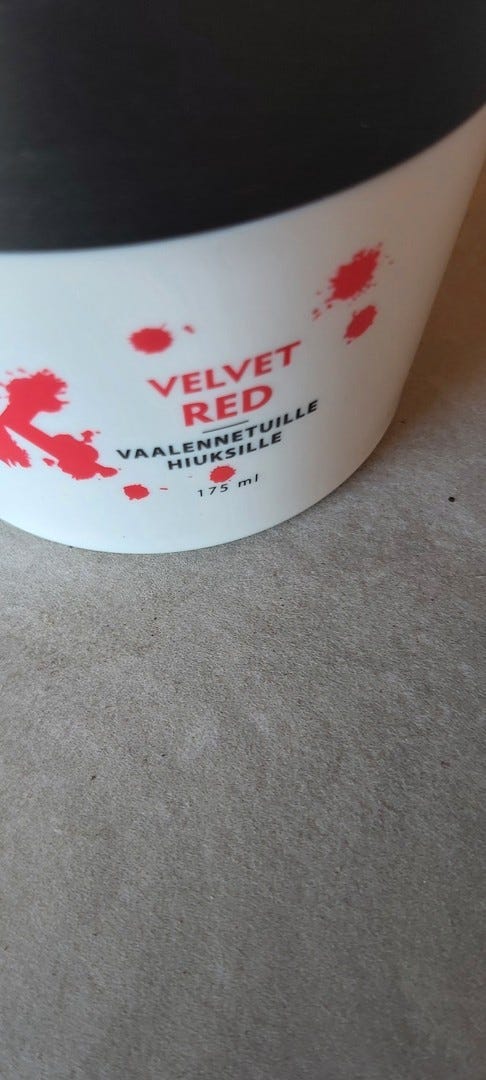 VELVET
RED
VAALENNETUILLE
HIUKSILLE
175 ml